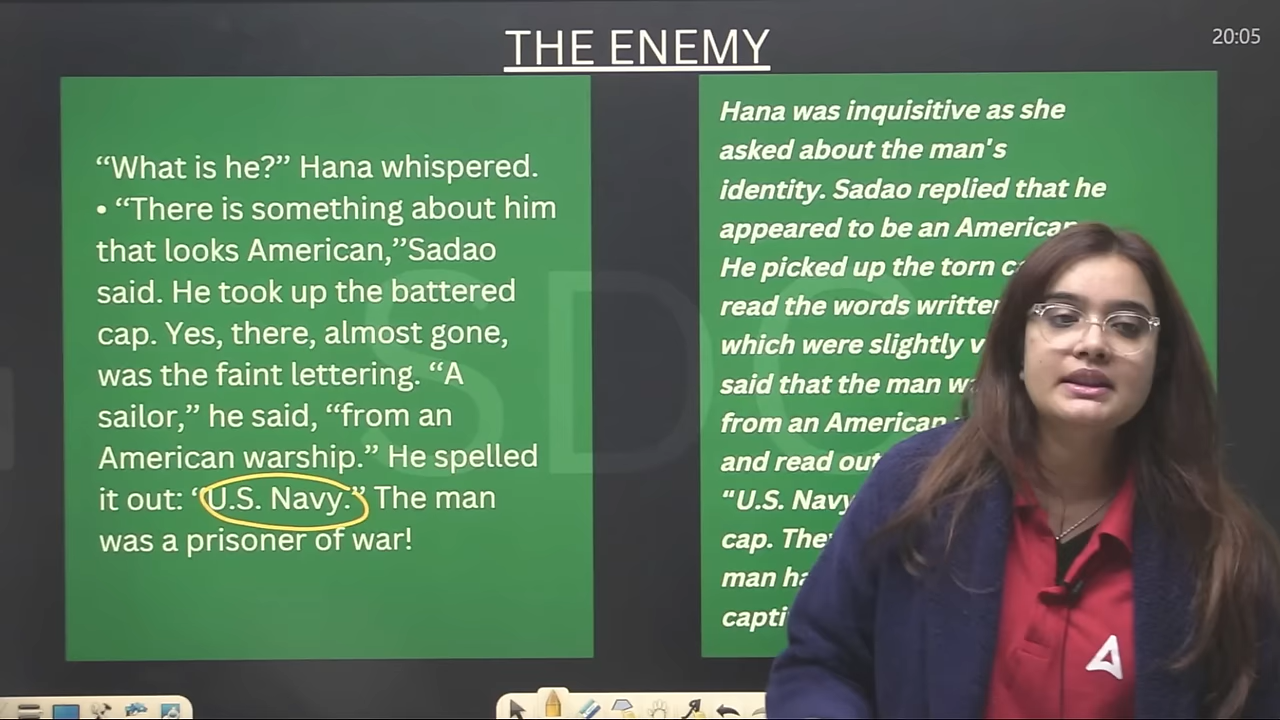 THE ENEMY
20:05
“What is he?” Hana whispered.
• “There is something about him
that looks American,”Sadao
said. He took up the battered
cap. Yes, there, almost gone,
was the faint lettering. “A
sailor,” he said, “from an
American warship.” He spelled
it out: “U.S. Navy.” The man
was a prisoner of war!
Hana was inquisitive as she
asked about the man's
identity. Sadao replied that he
appeared to be an American
He picked up the torn
read the words written
which were slightly
said that the man
from an American
and read out
“U.S. Navy
cap.
man
SDC